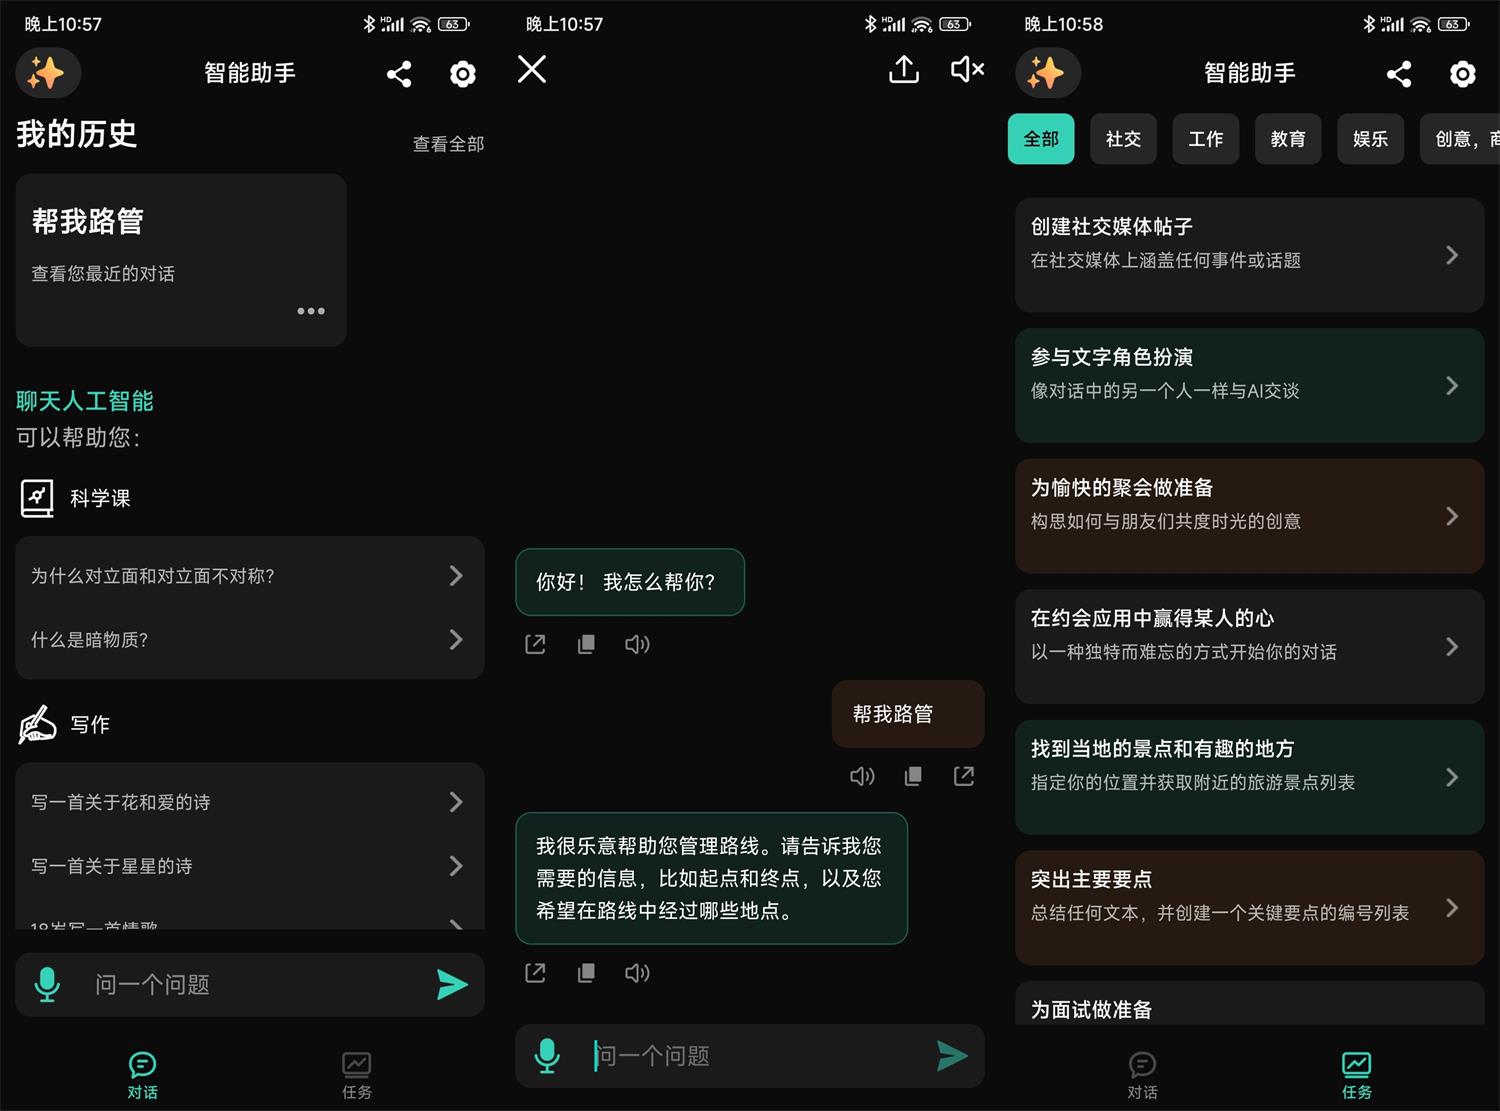 晚上10:57
HD
63
智能助手
我的历史
查看全部
帮我路管
查看您最近的对话
聊天人工智能
可以帮助您：
科学课
为什么对立面和对立面不对称？
什么是暗物质？
写作
写一首关于花和爱的诗
写一首关于星星的诗
18岁写一首情歌
问一个问题
对话
任务
晚上10:57
HD
63
你好！ 我怎么帮你？
帮我路管
我很乐意帮助您管理路线。请告诉我您
需要的信息，比如起点和终点，以及您
希望在路线中经过哪些地点。
问一个问题
晚上10:58
HD
63
智能助手
全部
社交
工作
教育
娱乐
创意，商
创建社交媒体帖子
在社交媒体上涵盖任何事件或话题
参与文字角色扮演
像对话中的另一个人一样与AI交谈
为愉快的聚会做准备
构思如何与朋友们共度时光的创意
在约会应用中赢得某人的心
以一种独特而难忘的方式开始你的对话
找到当地的景点和有趣的地方
指定你的位置并获取附近的旅游景点列表
突出主要要点
总结任何文本，并创建一个关键要点的编号列表
为面试做准备
对话
任务